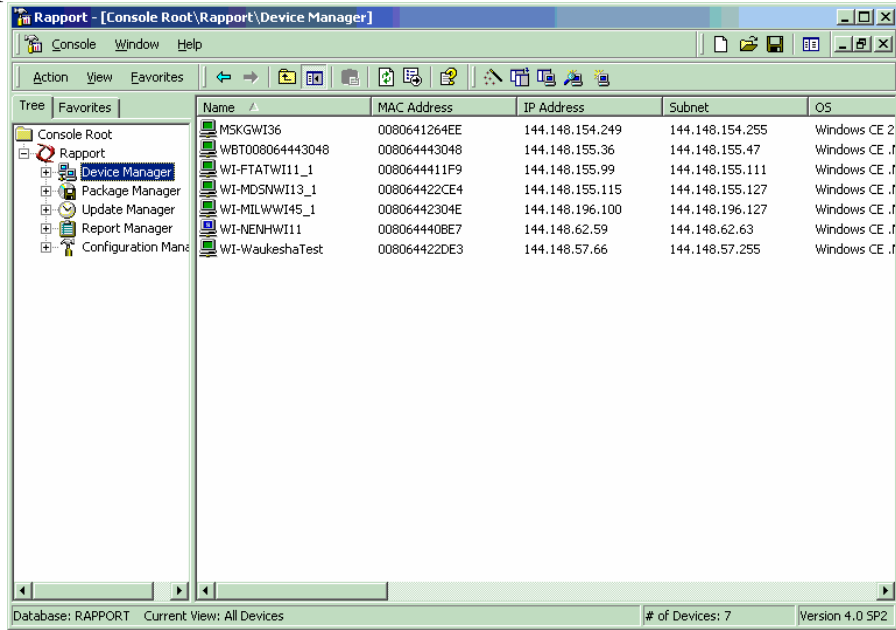 Rapport - [Console Root\Rapport\Device Manager]
Console Window Help
Action View Favorites
Tree Favorites
Name MAC Address IP Address Subnet OS
Console Root
Rapport
Device Manager
Package Manager
Update Manager
Report Manager
Configuration Mana
MSKGWI36 0080641264EE 144.148.154.249 144.148.154.255 Windows CE 2
WBT008064443048 008064443048 144.148.155.36 144.148.155.47 Windows CE .N
WI-FTATWI11_1 0080644411F9 144.148.155.99 144.148.155.111 Windows CE .N
WI-MDSNWI13_1 008064422CE4 144.148.155.115 144.148.155.127 Windows CE .N
WI-MILWWI45_1 00806442304E 144.148.196.100 144.148.196.127 Windows CE .N
WI-NENHWI11 008064440BE7 144.148.62.59 144.148.62.63 Windows CE .N
WI-WaukeshaTest 008064422DE3 144.148.57.66 144.148.57.255 Windows CE .N
Database: RAPPORT Current View: All Devices # of Devices: 7 Version 4.0 SP2